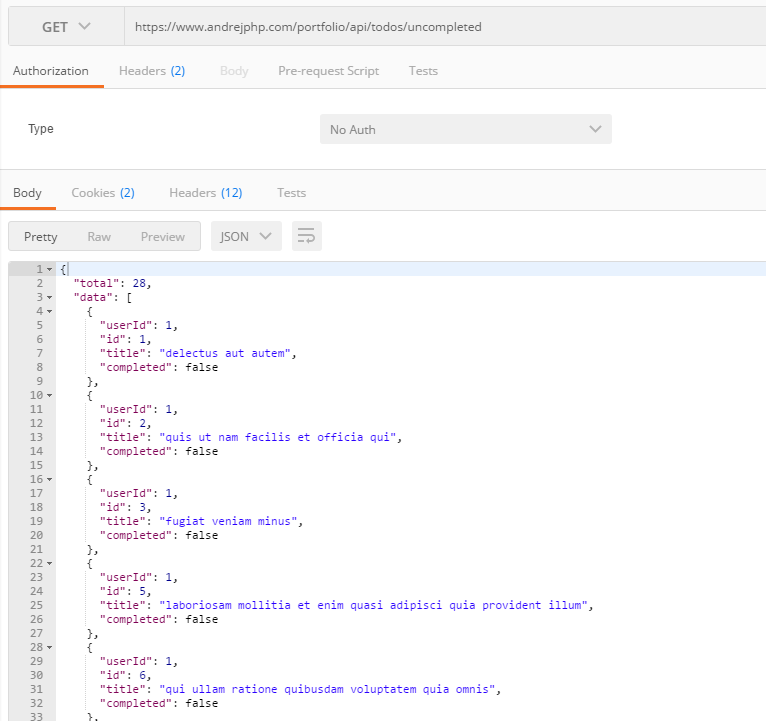 GET https://www.andrejphp.com/portfolio/api/todos/uncompleted
Authorization Headers (2) Body Pre-request Script Tests
Type No Auth
Body Cookies (2) Headers (12) Tests
Pretty Raw Preview JSON
1 {
2 "total": 28,
3 "data": [
4 {
5 "userId": 1,
6 "id": 1,
7 "title": "delectus aut autem",
8 "completed": false
9 },
10 {
11 "userId": 1,
12 "id": 2,
13 "title": "quis ut nam facilis et officia qui",
14 "completed": false
15 },
16 {
17 "userId": 1,
18 "id": 3,
19 "title": "fugiat veniam minus",
20 "completed": false
21 },
22 {
23 "userId": 1,
24 "id": 5,
25 "title": "laboriosam mollitia et enim quasi adipisci quia provident illum",
26 "completed": false
27 },
28 {
29 "userId": 1,
30 "id": 6,
31 "title": "qui ullam ratione quibusdam voluptatem quia omnis",
32 "completed": false
33 },